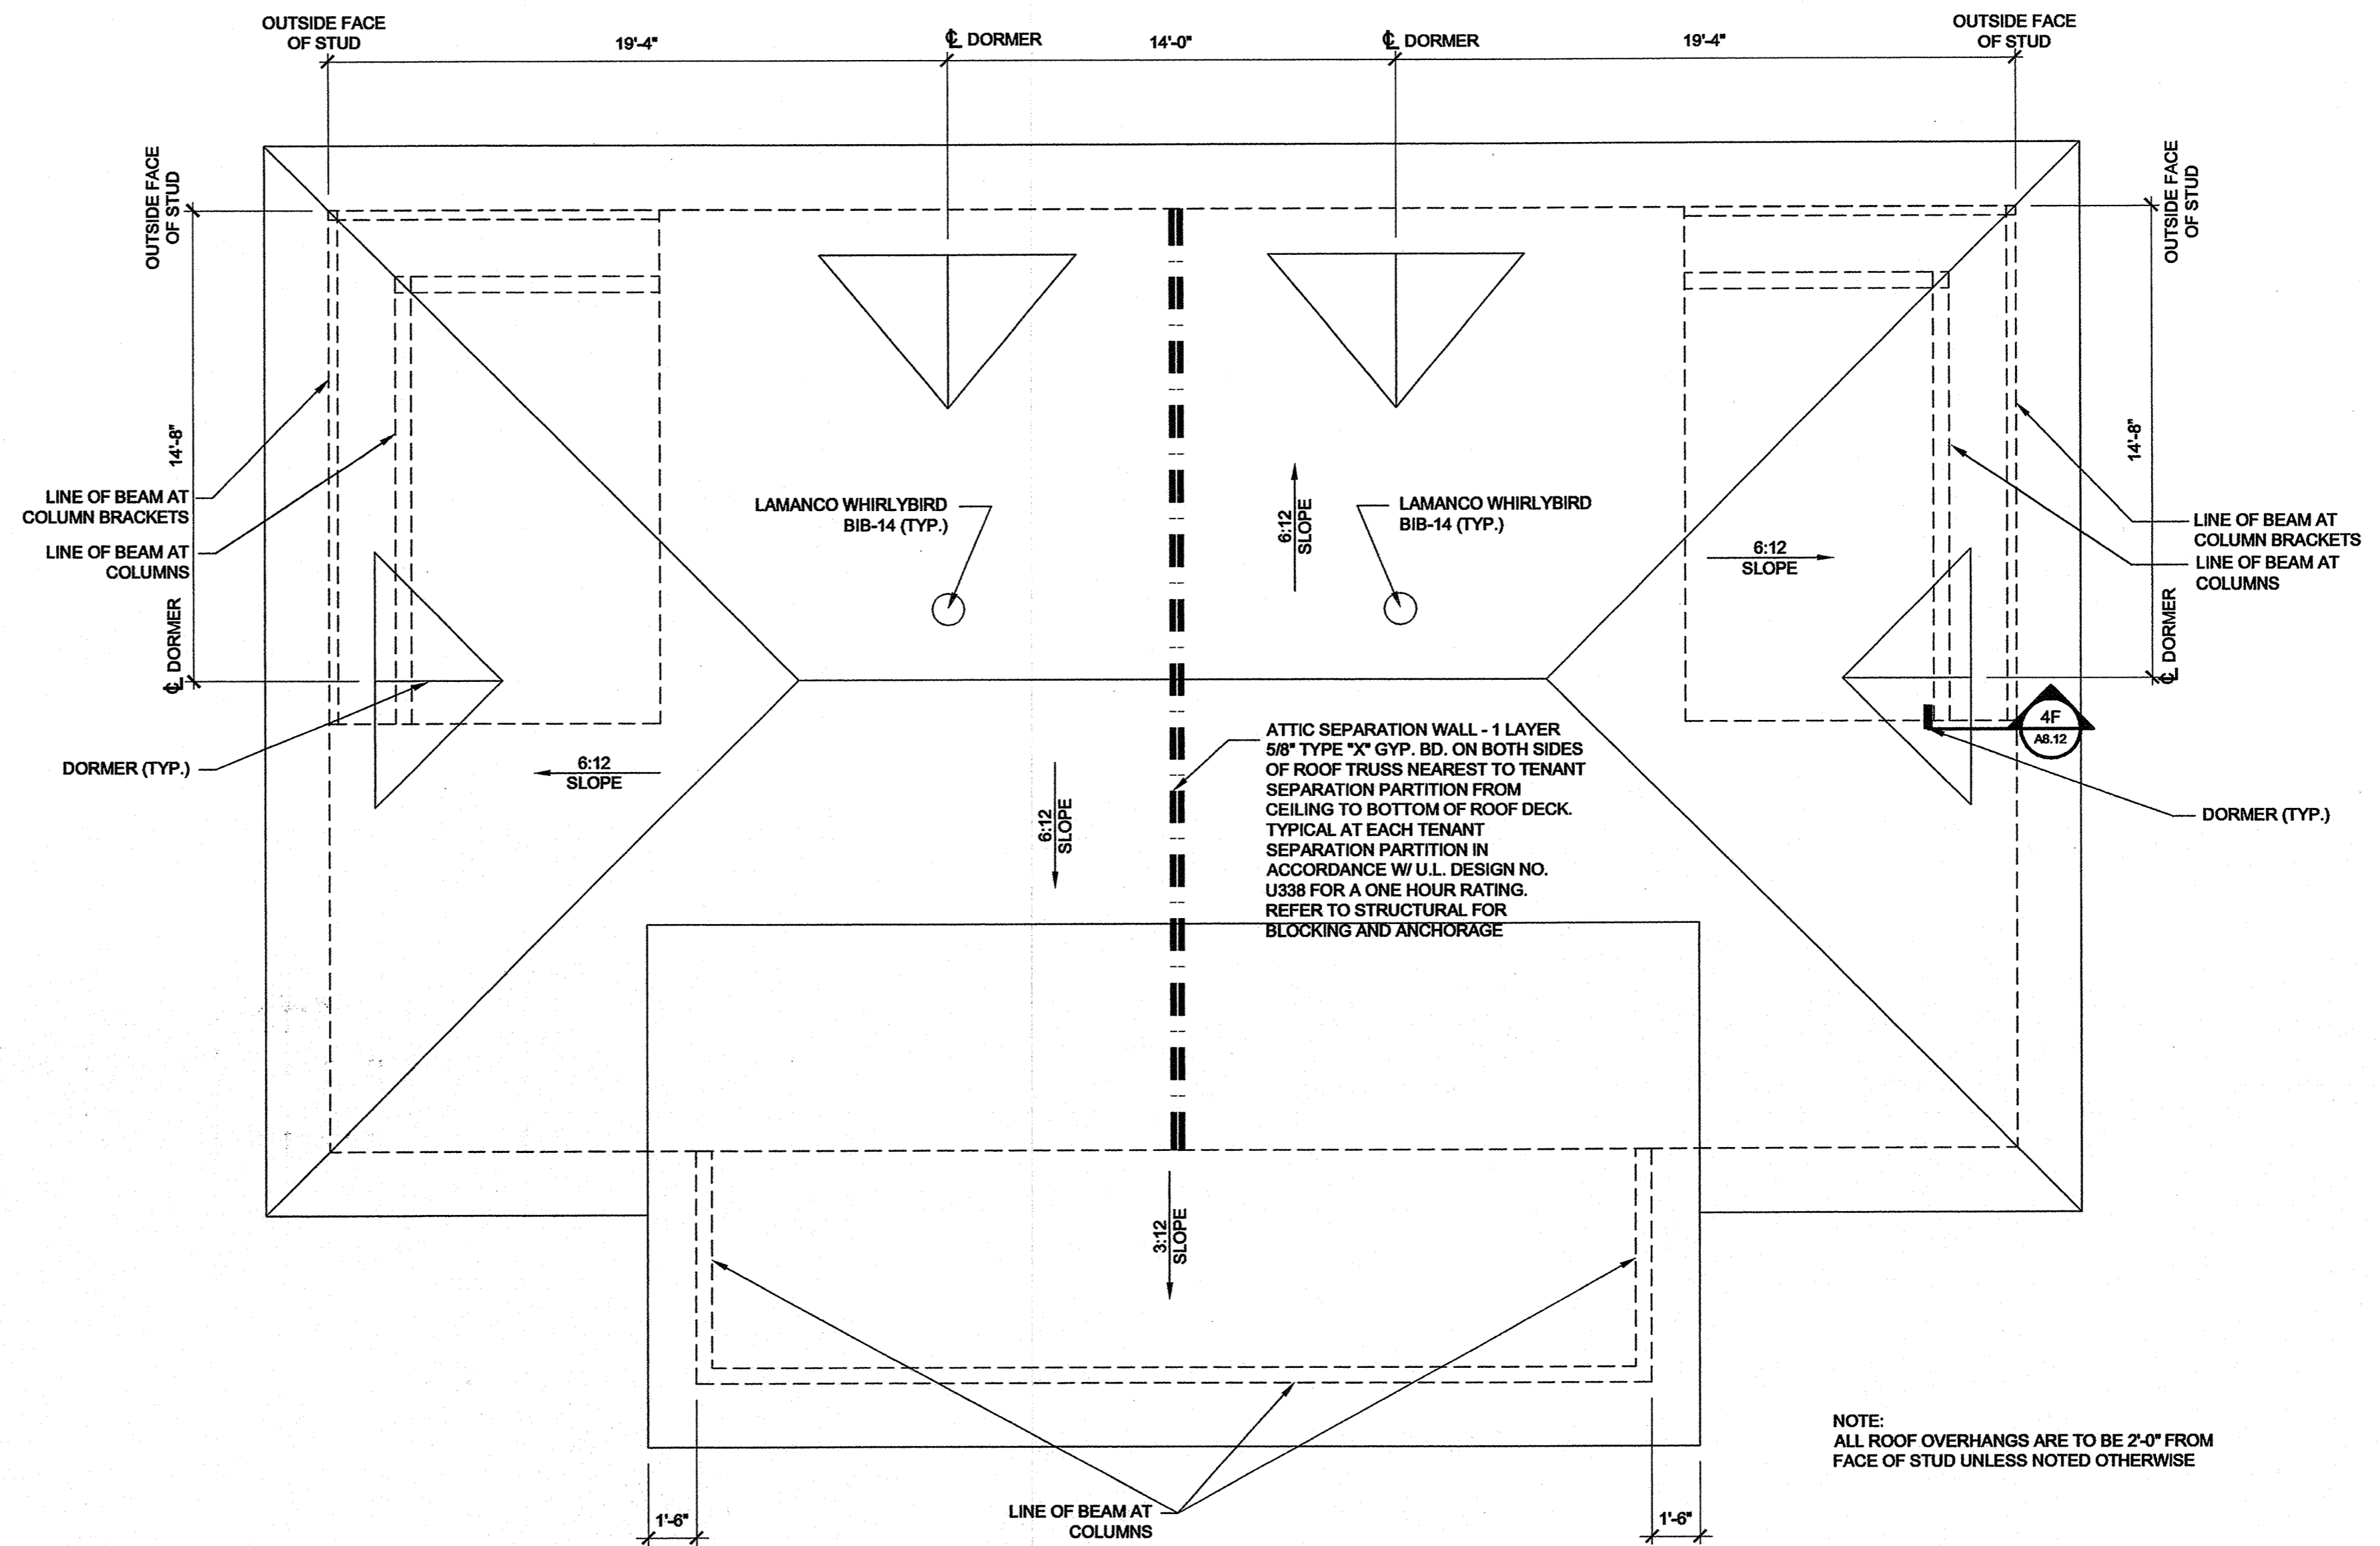 OUTSIDE FACE
OF STUD
19'-4"
℄ DORMER
14'-0"
℄ DORMER
19'-4"
OUTSIDE FACE
OF STUD
OUTSIDE FACE
OF STUD
OUTSIDE FACE
OF STUD
14'-8"
14'-8"
LINE OF BEAM AT
COLUMN BRACKETS
LINE OF BEAM AT
COLUMNS
LAMANCO WHIRLYBIRD
BIB-14 (TYP.)
6:12
SLOPE
LAMANCO WHIRLYBIRD
BIB-14 (TYP.)
6:12
SLOPE
LINE OF BEAM AT
COLUMN BRACKETS
LINE OF BEAM AT
COLUMNS
℄ DORMER
℄ DORMER
4F
A8.12
DORMER (TYP.)
6:12
SLOPE
6:12
SLOPE
ATTIC SEPARATION WALL - 1 LAYER
5/8" TYPE "X" GYP. BD. ON BOTH SIDES
OF ROOF TRUSS NEAREST TO TENANT
SEPARATION PARTITION FROM
CEILING TO BOTTOM OF ROOF DECK.
TYPICAL AT EACH TENANT
SEPARATION PARTITION IN
ACCORDANCE W/ U.L. DESIGN NO.
U338 FOR A ONE HOUR RATING.
REFER TO STRUCTURAL FOR
BLOCKING AND ANCHORAGE
DORMER (TYP.)
3:12
SLOPE
NOTE:
ALL ROOF OVERHANGS ARE TO BE 2'-0" FROM
FACE OF STUD UNLESS NOTED OTHERWISE
1'-6"
LINE OF BEAM AT
COLUMNS
1'-6"